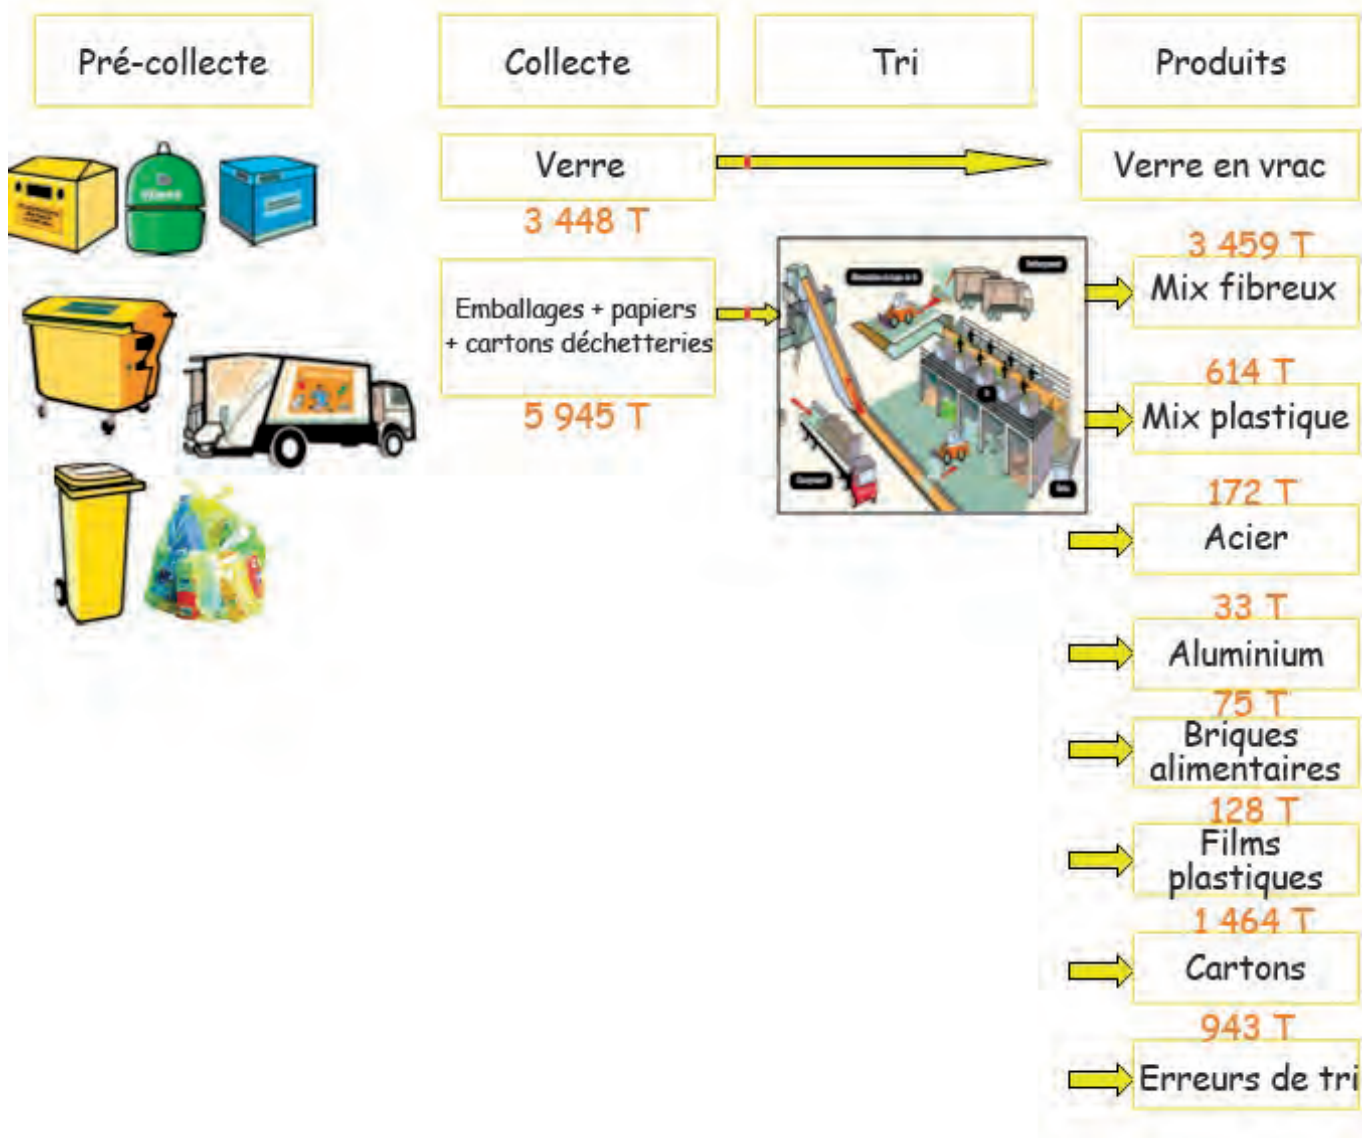 Pré-collecte
Collecte
Tri
Produits
Verre
Verre en vrac
3 448 T
3 459 T
Mix fibreux
Emballages + papiers
+ cartons déchetteries
5 945 T
614 T
Mix plastique
172 T
Acier
33 T
Aluminium
75 T
Briques
alimentaires
128 T
Films
plastiques
1 464 T
Cartons
943 T
Erreurs de tri